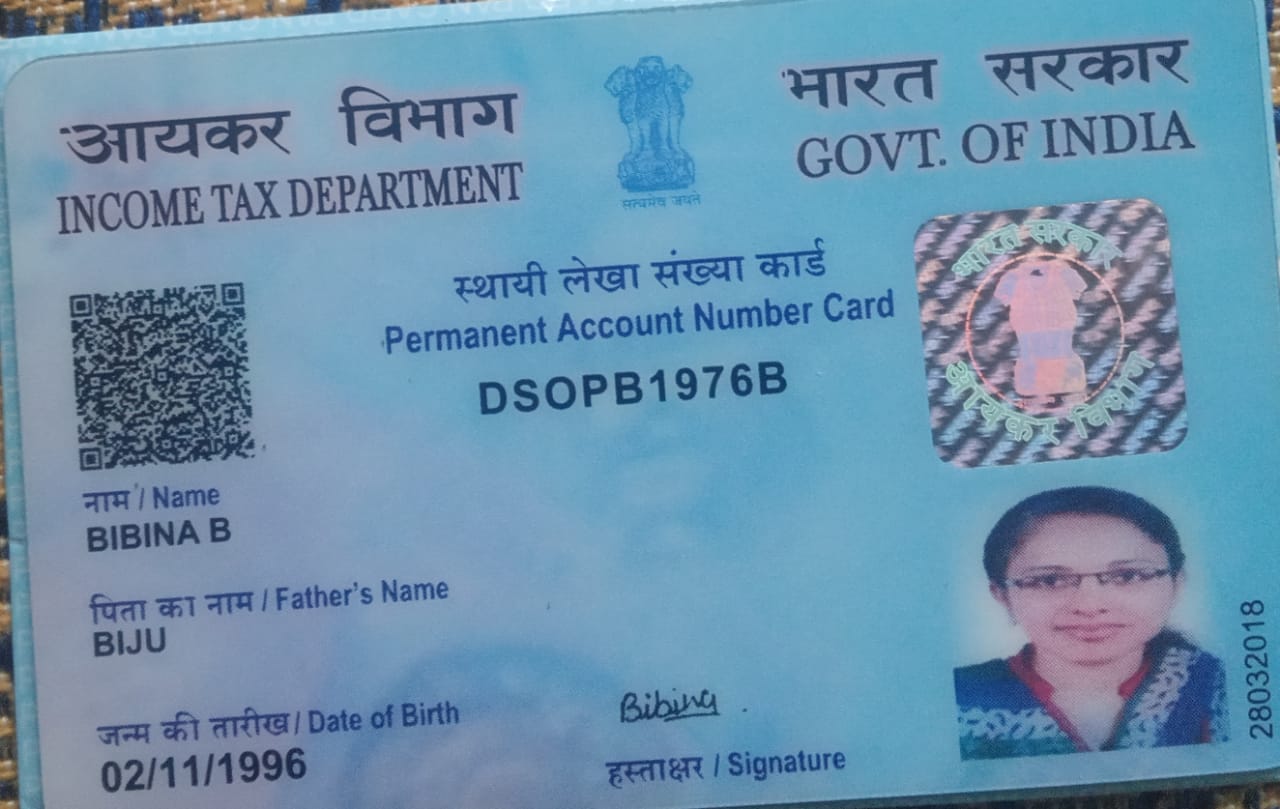 आयकर विभाग
INCOME TAX DEPARTMENT
सत्यमेव जयते
भारत सरकार
GOVT. OF INDIA
स्थायी लेखा संख्या कार्ड
Permanent Account Number Card
DSOPB1976B
भारत सरकार
आयकर विभाग
नाम / Name
BIBINA B
पिता का नाम / Father's Name
BIJU
जन्म की तारीख / Date of Birth
02/11/1996
Bibina
हस्ताक्षर / Signature
28032018